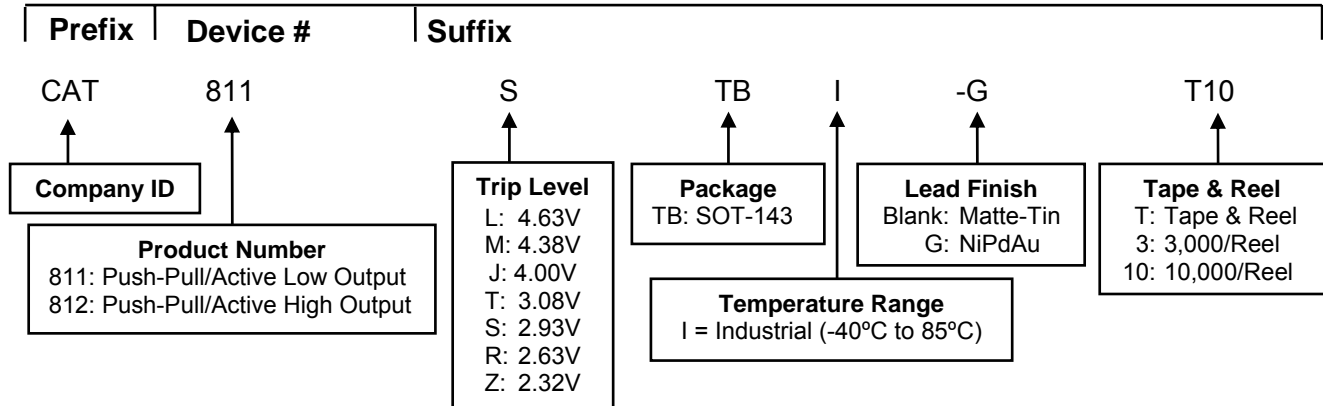 Prefix Device # Suffix
CAT 811 S TB I -G T10
Company ID
Product Number
811: Push-Pull/Active Low Output
812: Push-Pull/Active High Output
Trip Level
L: 4.63V
M: 4.38V
J: 4.00V
T: 3.08V
S: 2.93V
R: 2.63V
Z: 2.32V
Package
TB: SOT-143
Temperature Range
I = Industrial (-40ºC to 85ºC)
Lead Finish
Blank: Matte-Tin
G: NiPdAu
Tape & Reel
T: Tape & Reel
3: 3,000/Reel
10: 10,000/Reel